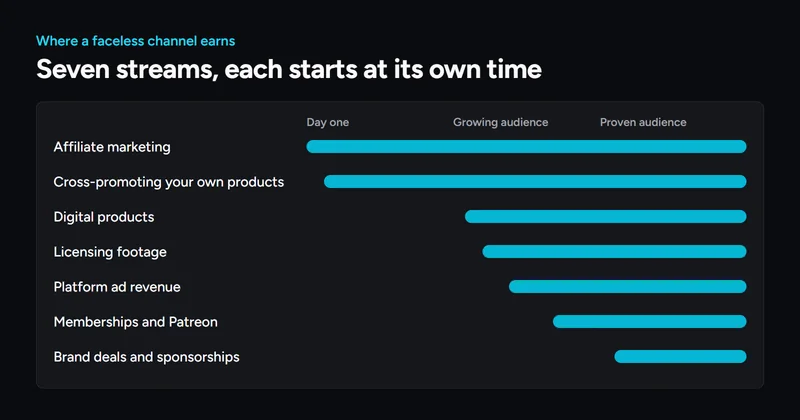 Where a faceless channel earns
Seven streams, each starts at its own time
Day one
Growing audience
Proven audience
Affiliate marketing
Cross-promoting your own products
Digital products
Licensing footage
Platform ad revenue
Memberships and Patreon
Brand deals and sponsorships